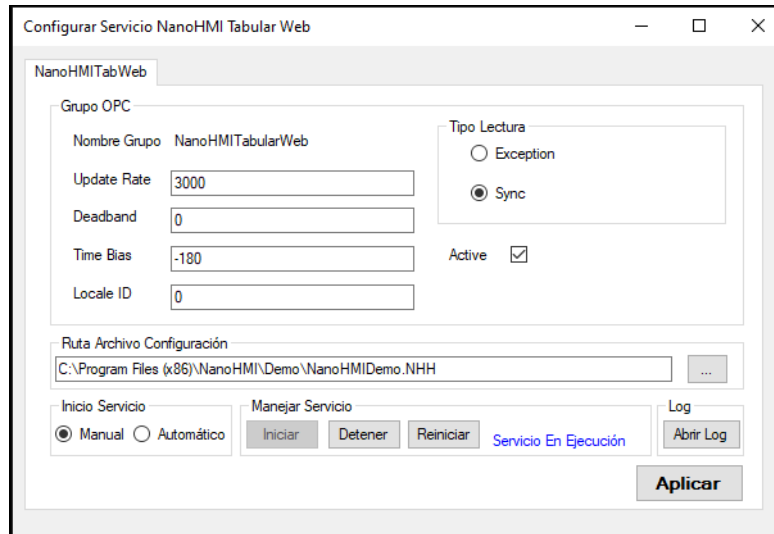 Configurar Servicio NanoHMI Tabular Web
NanoHMITabWeb
Grupo OPC
Nombre Grupo NanoHMITabularWeb
Update Rate 3000
Deadband 0
Time Bias -180
Locale ID 0
Tipo Lectura
Exception
Sync
Active
Ruta Archivo Configuración
C:\Program Files (x86)\NanoHMI\Demo\NanoHMIDemo.NHH
...
Inicio Servicio
Manual Automático
Manejar Servicio
Iniciar Detener Reiniciar Servicio En Ejecución
Log
Abrir Log
Aplicar